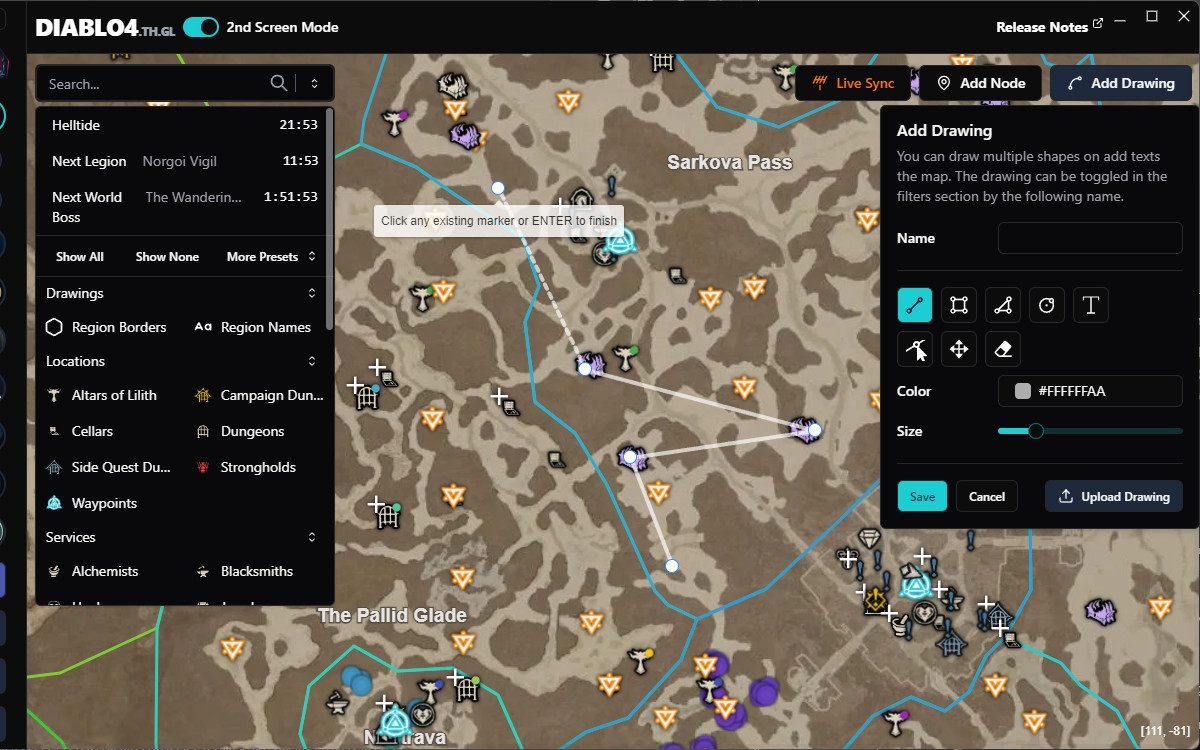 DIABLO4.TH.GL
2nd Screen Mode
Release Notes
Search...
Live Sync
Add Node
Add Drawing
Helltide 21:53
Next Legion Norgoi Vigil 11:53
Next World Boss The Wanderin... 1:51:53
Show All Show None More Presets
Drawings
Region Borders Region Names
Locations
Altars of Lilith Campaign Dun...
Cellars Dungeons
Side Quest Du... Strongholds
Waypoints
Services
Alchemists Blacksmiths
Sarkova Pass
Click any existing marker or ENTER to finish
The Pallid Glade
Add Drawing
You can draw multiple shapes on add texts
the map. The drawing can be toggled in the
filters section by the following name.
Name
Color #FFFFFFAA
Size
Save Cancel Upload Drawing
[111, -81]